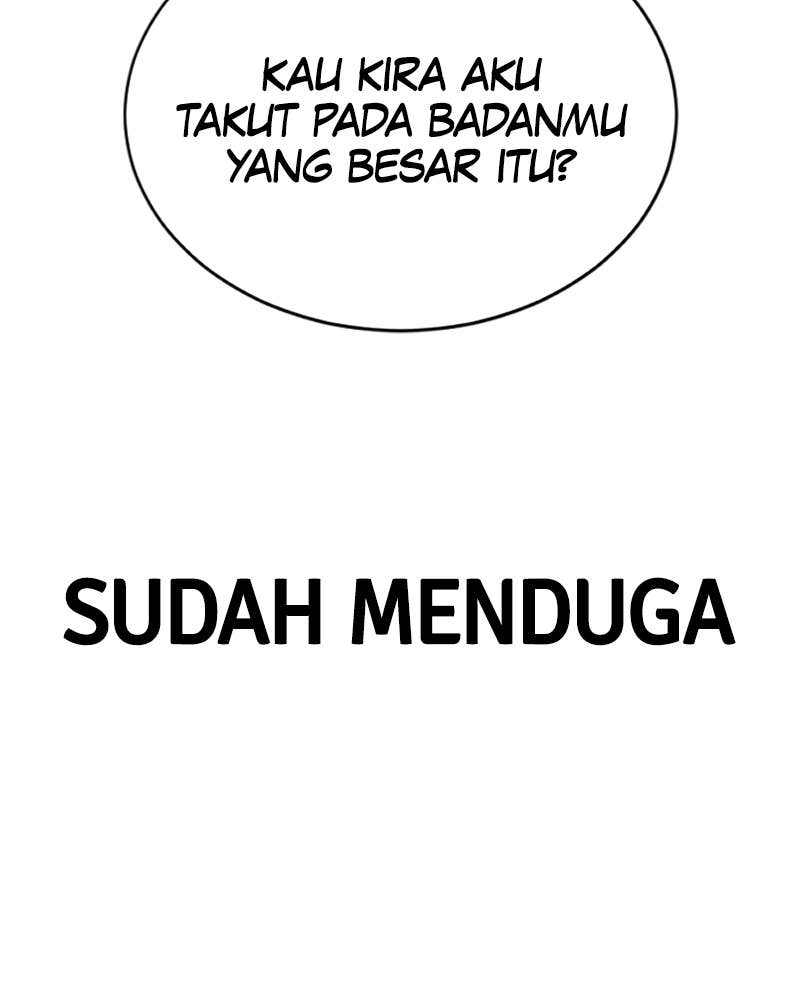 KAU KIRA AKU
TAKUT PADA BADANMU
YANG BESAR ITU?
SUDAH MENDUGA